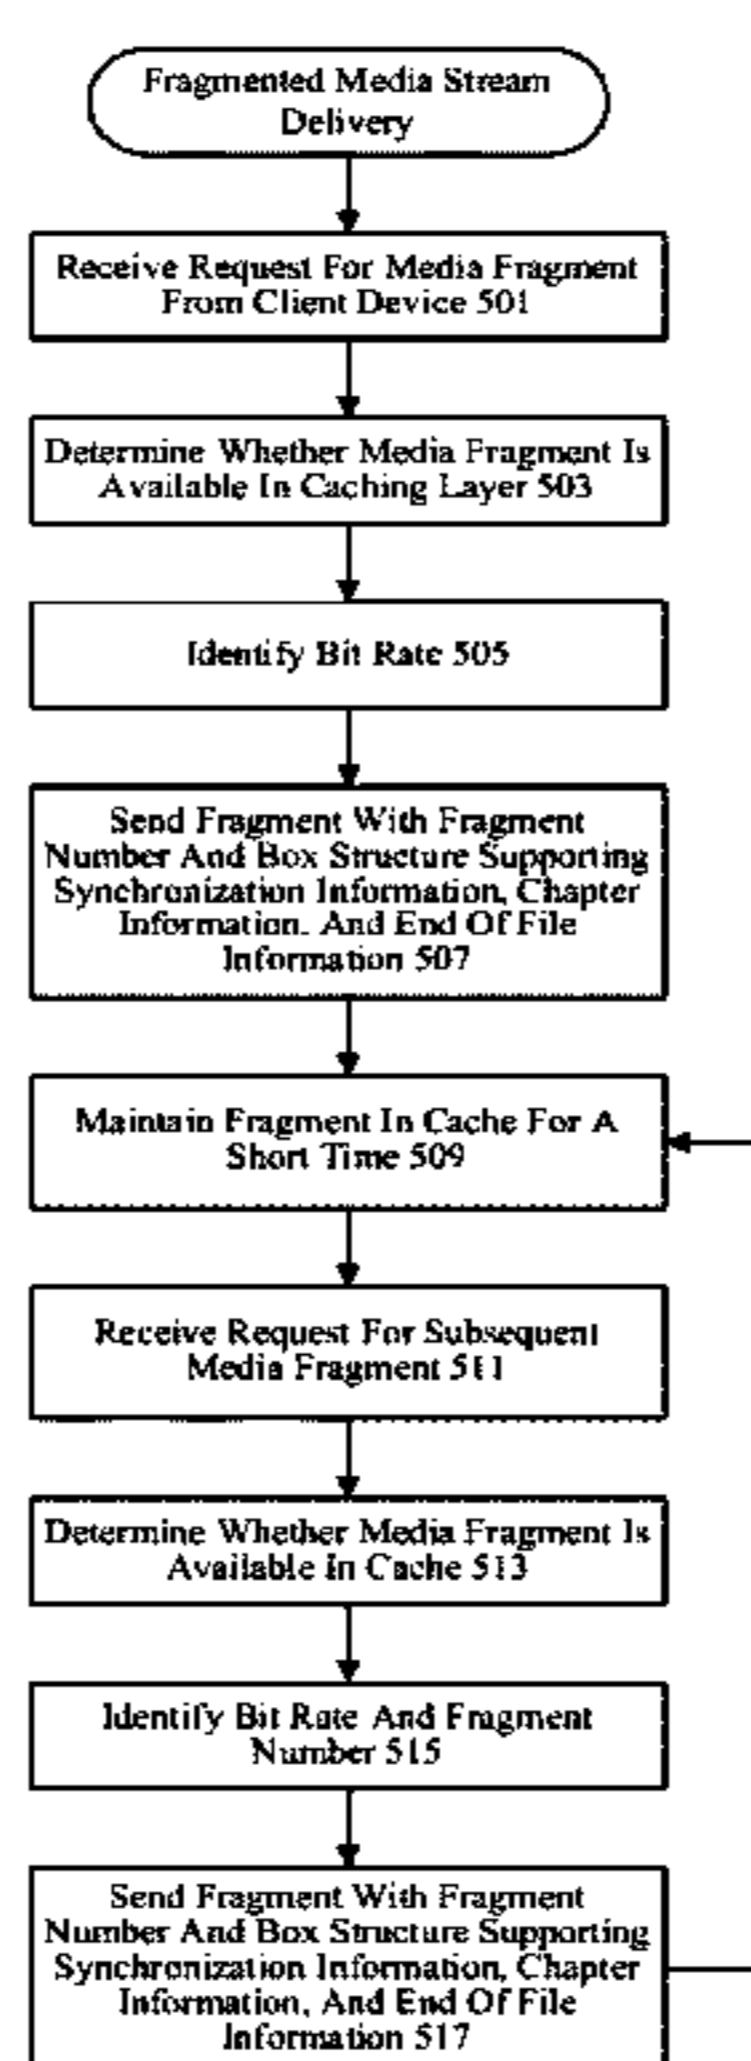 Fragmented Media Stream
Delivery
Receive Request For Media Fragment
From Client Device 501
Determine Whether Media Fragment Is
Available In Caching Layer 503
Identify Bit Rate 505
Send Fragment With Fragment
Number And Box Structure Supporting
Synchronization Information, Chapter
Information, And End Of File
Information 507
Maintain Fragment In Cache For A
Short Time 509
Receive Request For Subsequent
Media Fragment 511
Determine Whether Media Fragment Is
Available In Cache 513
Identify Bit Rate And Fragment
Number 515
Send Fragment With Fragment
Number And Box Structure Supporting
Synchronization Information, Chapter
Information, And End Of File
Information 517